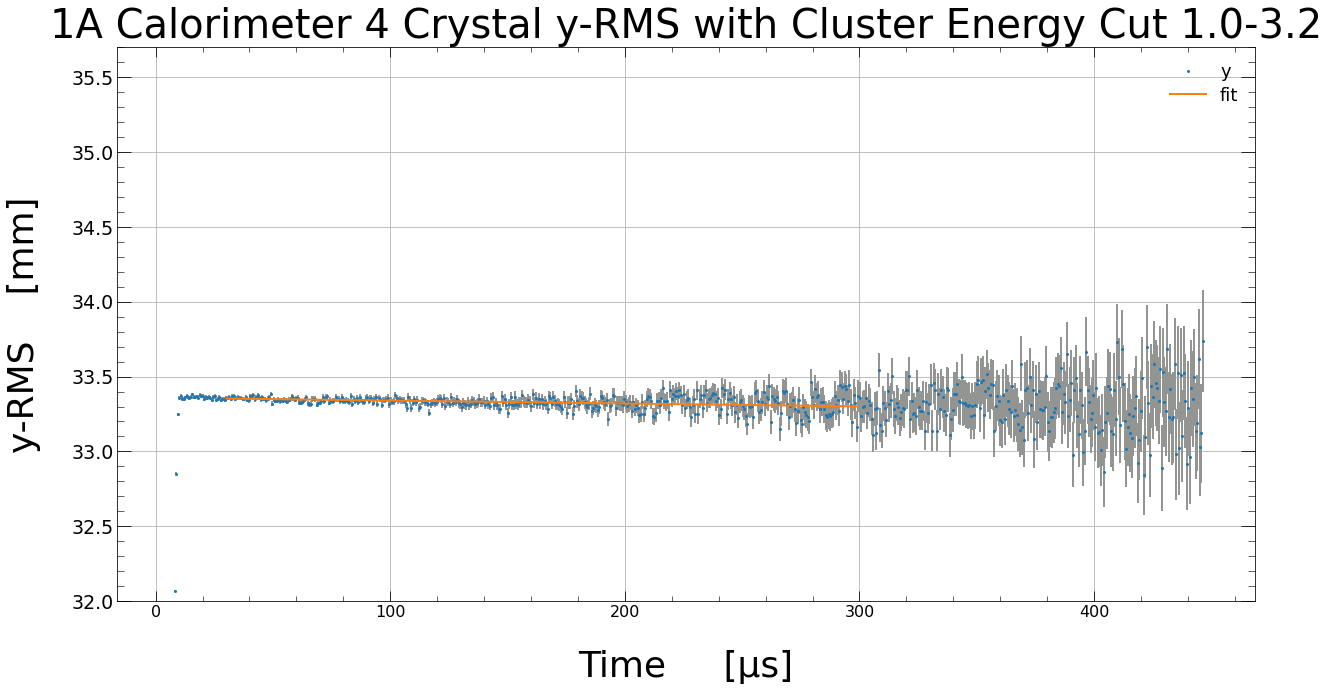 1A Calorimeter 4 Crystal y-RMS with Cluster Energy Cut 1.0-3.2
y
fit
35.5
35.0
34.5
34.0
33.5
33.0
32.5
32.0
y-RMS [mm]
0 100 200 300 400
Time [µs]